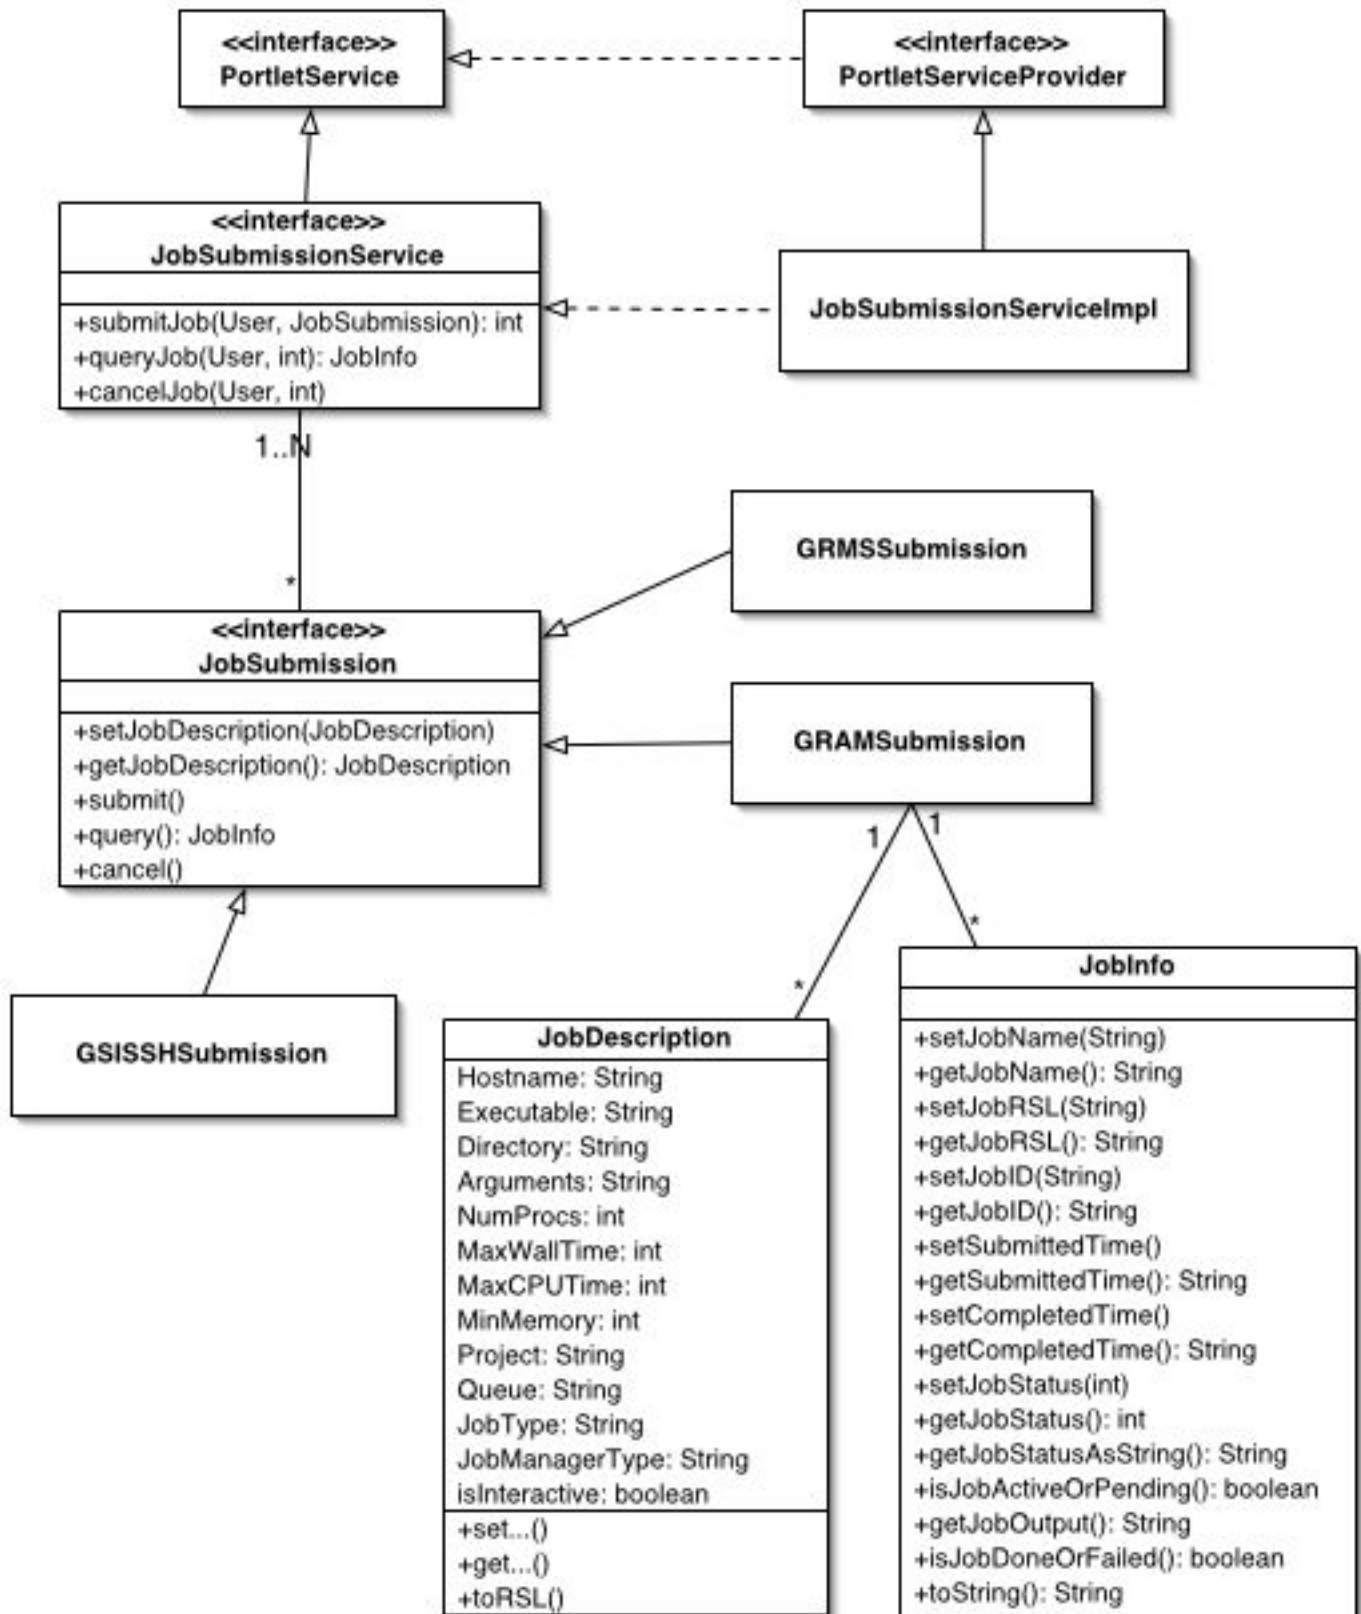 <<interface>>
PortletService
<<interface>>
PortletServiceProvider
<<interface>>
JobSubmissionService
+submitJob(User, JobSubmission): int
+queryJob(User, int): JobInfo
+cancelJob(User, int)
JobSubmissionServiceImpl
1..N
*
GRMSSubmission
<<interface>>
JobSubmission
+setJobDescription(JobDescription)
+getJobDescription(): JobDescription
+submit()
+query(): JobInfo
+cancel()
GRAMSubmission
1
1
*
*
GSISSHSubmission
JobDescription
Hostname: String
Executable: String
Directory: String
Arguments: String
NumProcs: int
MaxWallTime: int
MaxCPUTime: int
MinMemory: int
Project: String
Queue: String
JobType: String
JobManagerType: String
isInteractive: boolean
+set...()
+get...()
+toRSL()
JobInfo
+setJobName(String)
+getJobName(): String
+setJobRSL(String)
+getJobRSL(): String
+setJobID(String)
+getJobID(): String
+setSubmittedTime()
+getSubmittedTime(): String
+setCompletedTime()
+getCompletedTime(): String
+setJobStatus(int)
+getJobStatus(): int
+getJobStatusAsString(): String
+isJobActiveOrPending(): boolean
+getJobOutput(): String
+isJobDoneOrFailed(): boolean
+toString(): String